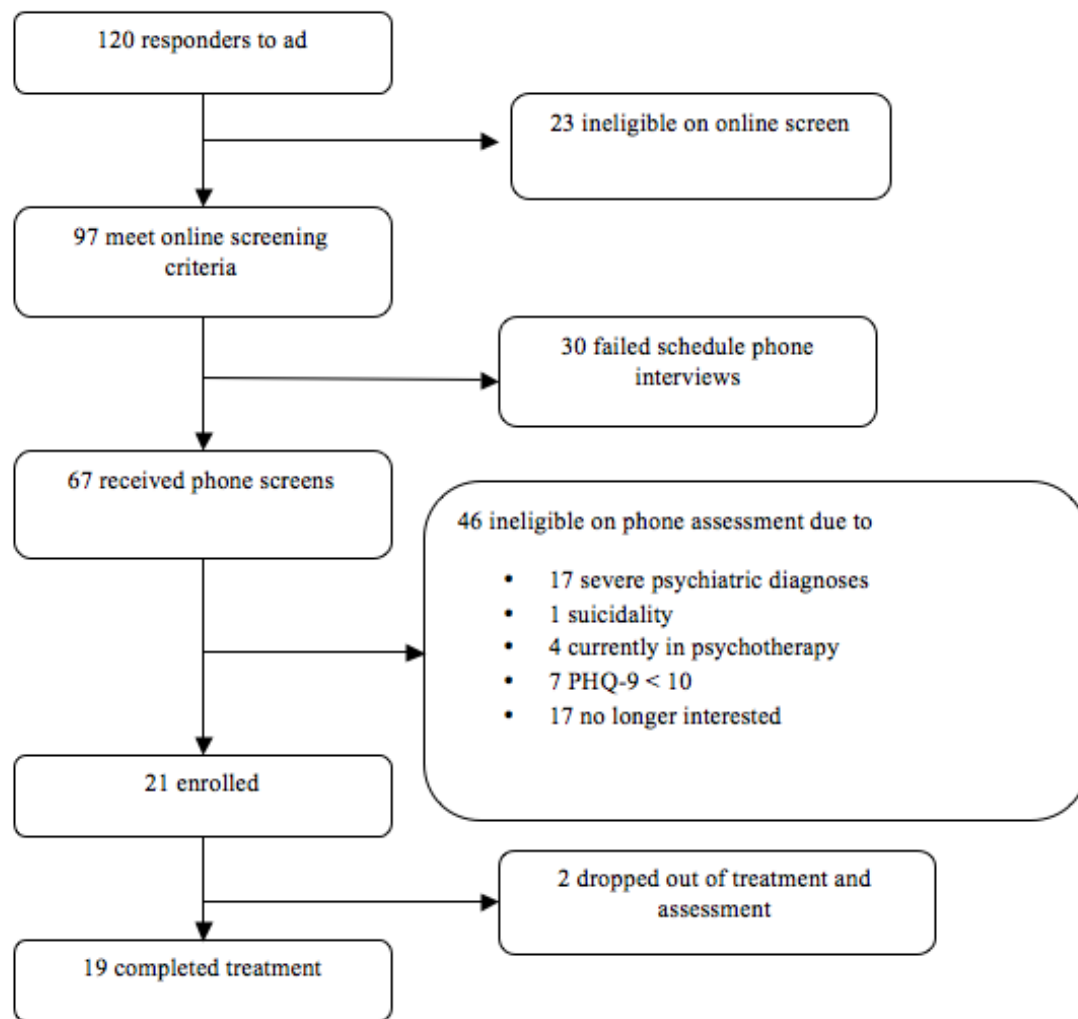 120 responders to ad
23 ineligible on online screen
97 meet online screening
criteria
30 failed schedule phone
interviews
67 received phone screens
46 ineligible on phone assessment due to
• 17 severe psychiatric diagnoses
• 1 suicidality
• 4 currently in psychotherapy
• 7 PHQ-9 < 10
• 17 no longer interested
21 enrolled
2 dropped out of treatment and
assessment
19 completed treatment